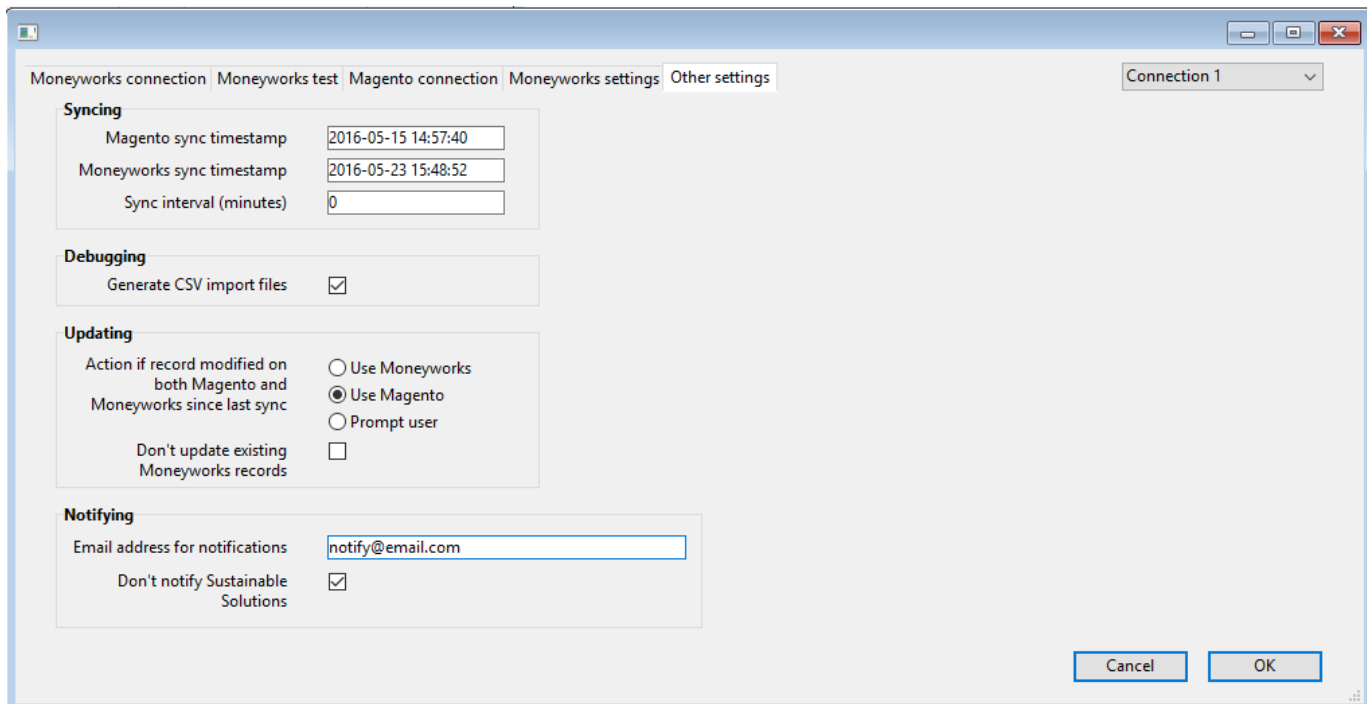 Moneyworks connection Moneyworks test Magento connection Moneyworks settings Other settings Connection 1
Syncing
Magento sync timestamp 2016-05-15 14:57:40
Moneyworks sync timestamp 2016-05-23 15:48:52
Sync interval (minutes) 0
Debugging
Generate CSV import files
Updating
Action if record modified on
both Magento and
Moneyworks since last sync
Use Moneyworks
Use Magento
Prompt user
Don't update existing
Moneyworks records
Notifying
Email address for notifications notify@email.com
Don't notify Sustainable
Solutions
Cancel OK